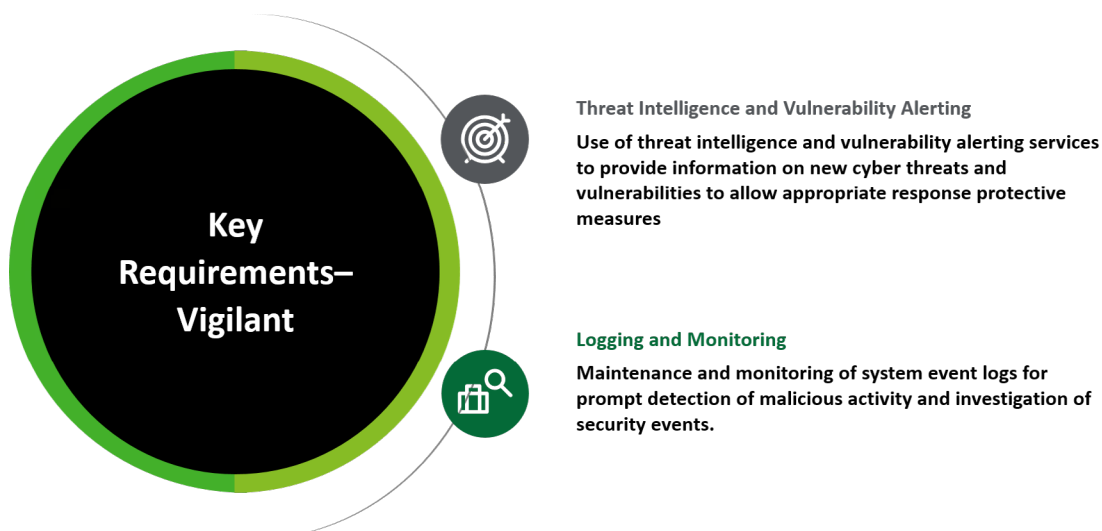 Key
Requirements–
Vigilant
Threat Intelligence and Vulnerability Alerting
Use of threat intelligence and vulnerability alerting services
to provide information on new cyber threats and
vulnerabilities to allow appropriate response protective
measures
Logging and Monitoring
Maintenance and monitoring of system event logs for
prompt detection of malicious activity and investigation of
security events.